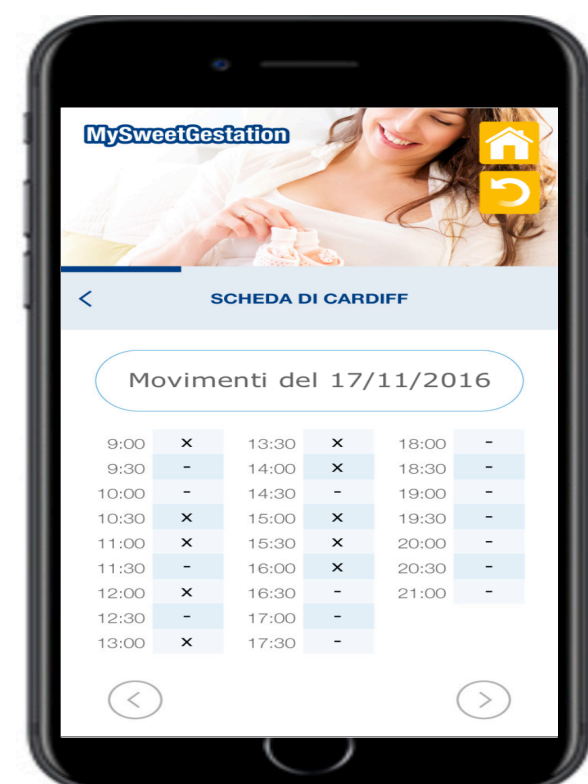 MySweetGestation
SCHEDA DI CARDIFF
Movimenti del 17/11/2016
9:00 x 13:30 x 18:00 -
9:30 - 14:00 x 18:30 -
10:00 - 14:30 - 19:00 -
10:30 x 15:00 x 19:30 -
11:00 x 15:30 x 20:00 -
11:30 - 16:00 x 20:30 -
12:00 x 16:30 - 21:00 -
12:30 - 17:00 -
13:00 x 17:30 -